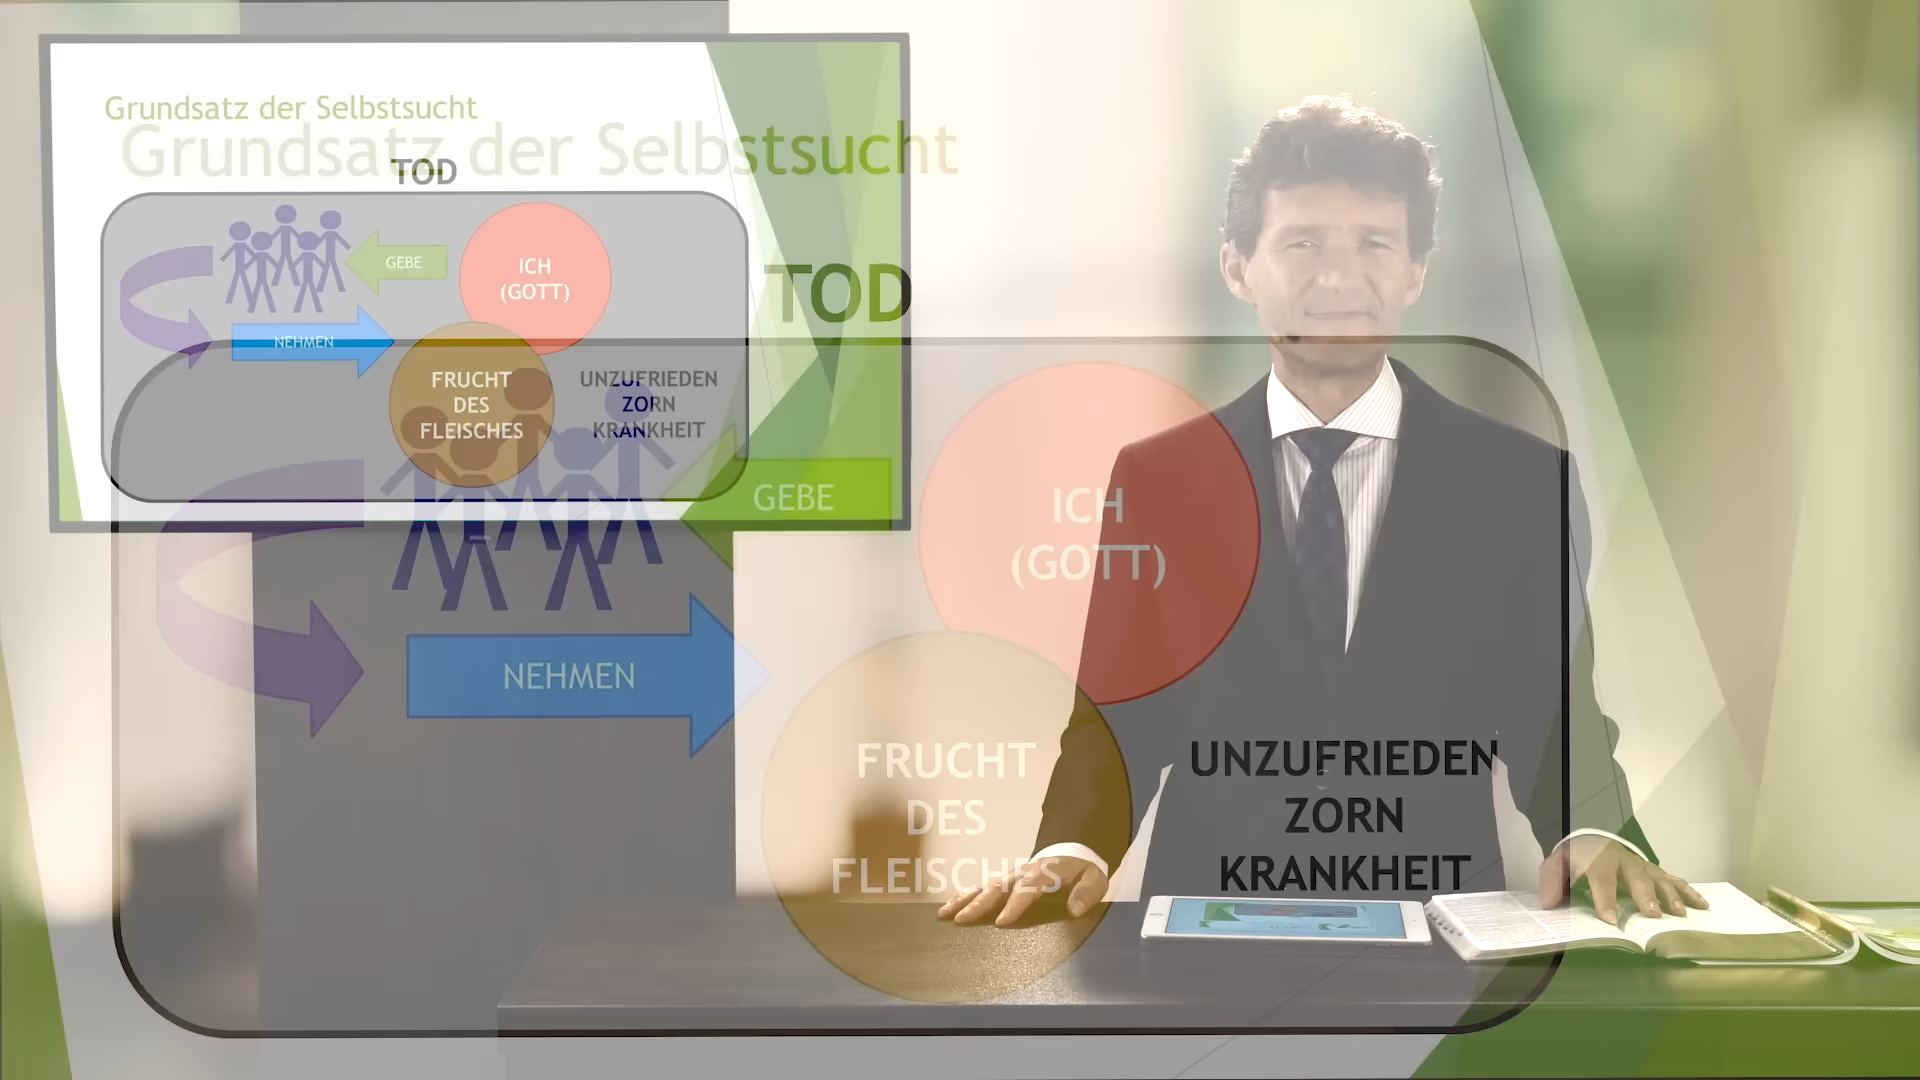 Grundsatz der Selbstsucht
TOD
GEBE
ICH
(GOTT)
NEHMEN
FRUCHT
DES
FLEISCHES
UNZUFRIEDEN
ZORN
KRANKHEIT
Grundsatz der Selbstsucht
TOD
GEBE
ICH
(GOTT)
NEHMEN
FRUCHT
DES
FLEISCHES
UNZUFRIEDEN
ZORN
KRANKHEIT